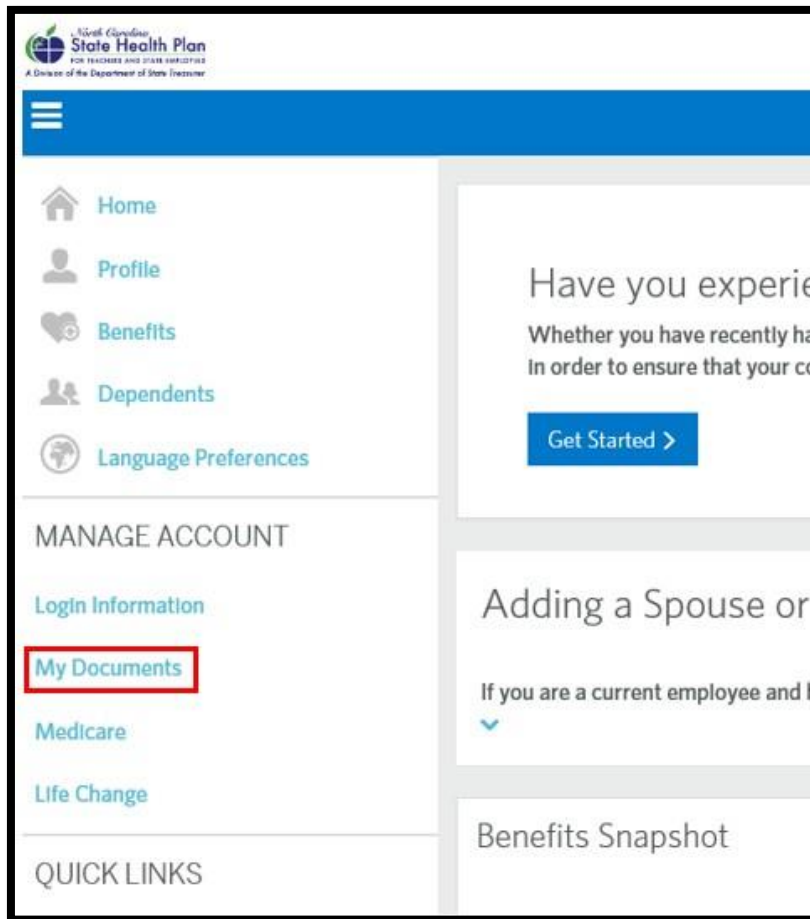 North Carolina
State Health Plan
FOR TEACHERS AND STATE EMPLOYEES
A Division of the Department of State Treasurer
Home
Profile
Benefits
Dependents
Language Preferences
MANAGE ACCOUNT
Login Information
My Documents
Medicare
Life Change
QUICK LINKS
Have you experie
Whether you have recently ha
In order to ensure that your co
Get Started >
Adding a Spouse or
If you are a current employee and
Benefits Snapshot